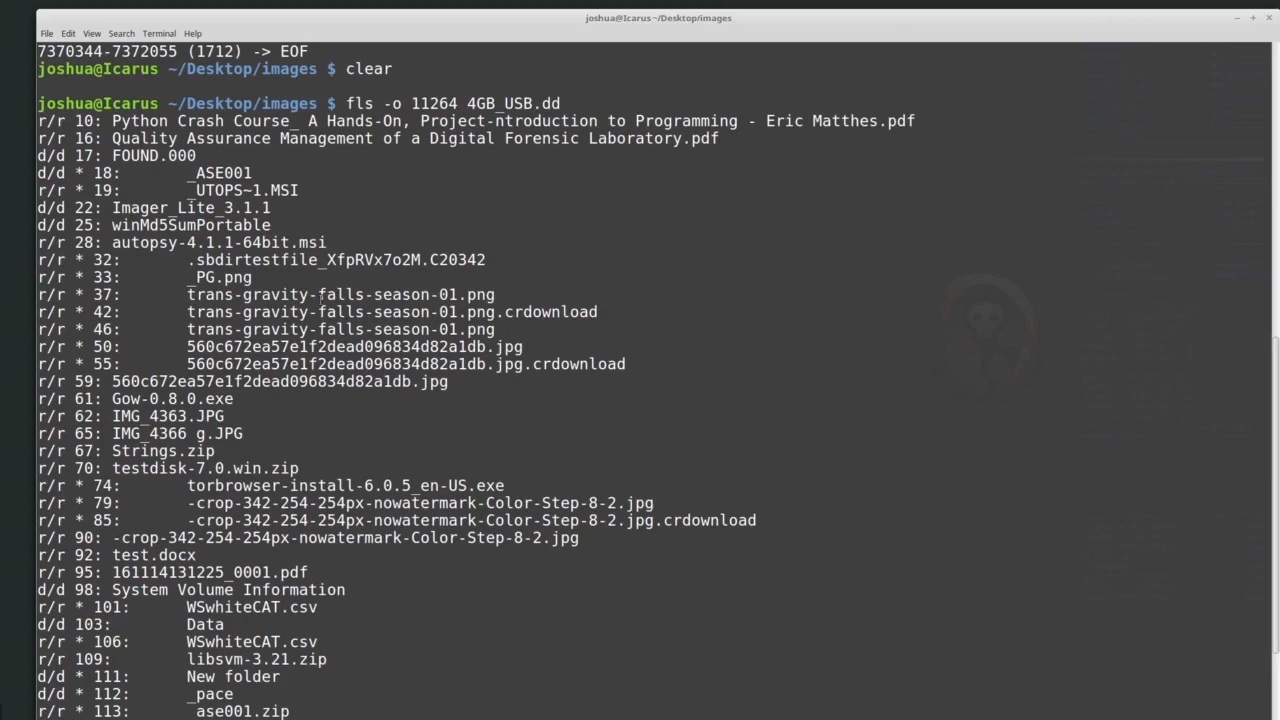 joshua@Icarus ~/Desktop/images
File Edit View Search Terminal Help
7370344-7372055 (1712) -> EOF
joshua@Icarus ~/Desktop/images $ clear
joshua@Icarus ~/Desktop/images $ fls -o 11264 4GB_USB.dd
r/r 10: Python Crash Course_ A Hands-On, Project-ntroduction to Programming - Eric Matthes.pdf
r/r 16: Quality Assurance Management of a Digital Forensic Laboratory.pdf
d/d 17: FOUND.000
d/d * 18: _ASE001
r/r * 19: _UTOPS~1.MSI
d/d 22: Imager_Lite_3.1.1
d/d 25: winMd5SumPortable
r/r 28: autopsy-4.1.1-64bit.msi
r/r * 32: .sbdirtestfile_XfpRVx7o2M.C20342
r/r * 33: _PG.png
r/r * 37: trans-gravity-falls-season-01.png
r/r * 42: trans-gravity-falls-season-01.png.crdownload
r/r * 46: trans-gravity-falls-season-01.png
r/r * 50: 560c672ea57e1f2dead096834d82a1db.jpg
r/r * 55: 560c672ea57e1f2dead096834d82a1db.jpg.crdownload
r/r 59: 560c672ea57e1f2dead096834d82a1db.jpg
r/r 61: Gow-0.8.0.exe
r/r 62: IMG_4363.JPG
r/r 65: IMG_4366 g.JPG
r/r 67: Strings.zip
r/r 70: testdisk-7.0.win.zip
r/r * 74: torbrowser-install-6.0.5_en-US.exe
r/r * 79: -crop-342-254-254px-nowatermark-Color-Step-8-2.jpg
r/r * 85: -crop-342-254-254px-nowatermark-Color-Step-8-2.jpg.crdownload
r/r 90: -crop-342-254-254px-nowatermark-Color-Step-8-2.jpg
r/r 92: test.docx
r/r 95: 161114131225_0001.pdf
d/d 98: System Volume Information
r/r * 101: WSwhiteCAT.csv
d/d 103: Data
r/r * 106: WSwhiteCAT.csv
r/r 109: libsvm-3.21.zip
d/d * 111: New folder
d/d * 112: _pace
r/r * 113: _ase001.zip